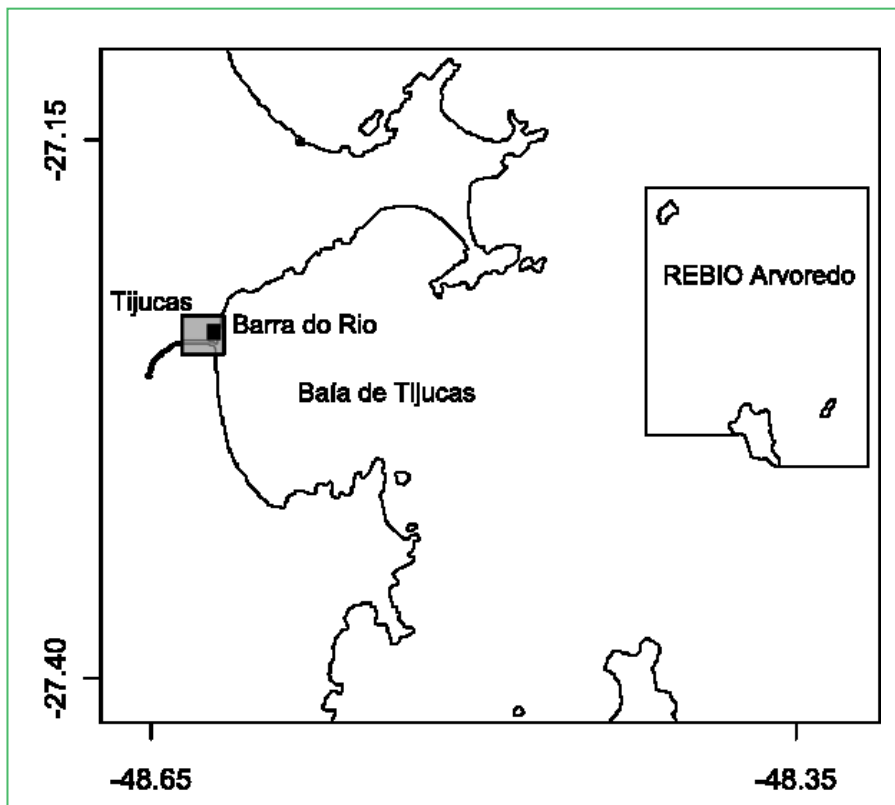 -27.15
REBIO Arvoredo
Tijucas
Barra do Rio
Baía de Tijucas
-27.40
-48.65
-48.35